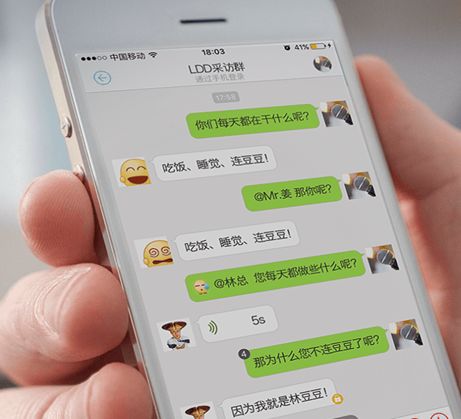 中国移动
18:03
41%
LDD采访群
通过手机登录
17:58
你们每天都在干什么呢?
吃饭、睡觉、连豆豆!
@Mr.姜 那你呢?
吃饭、睡觉、连豆豆!
@林总 您每天都做些什么呢?
5s
4
那为什么您不连豆豆了呢?
因为我就是林豆豆!